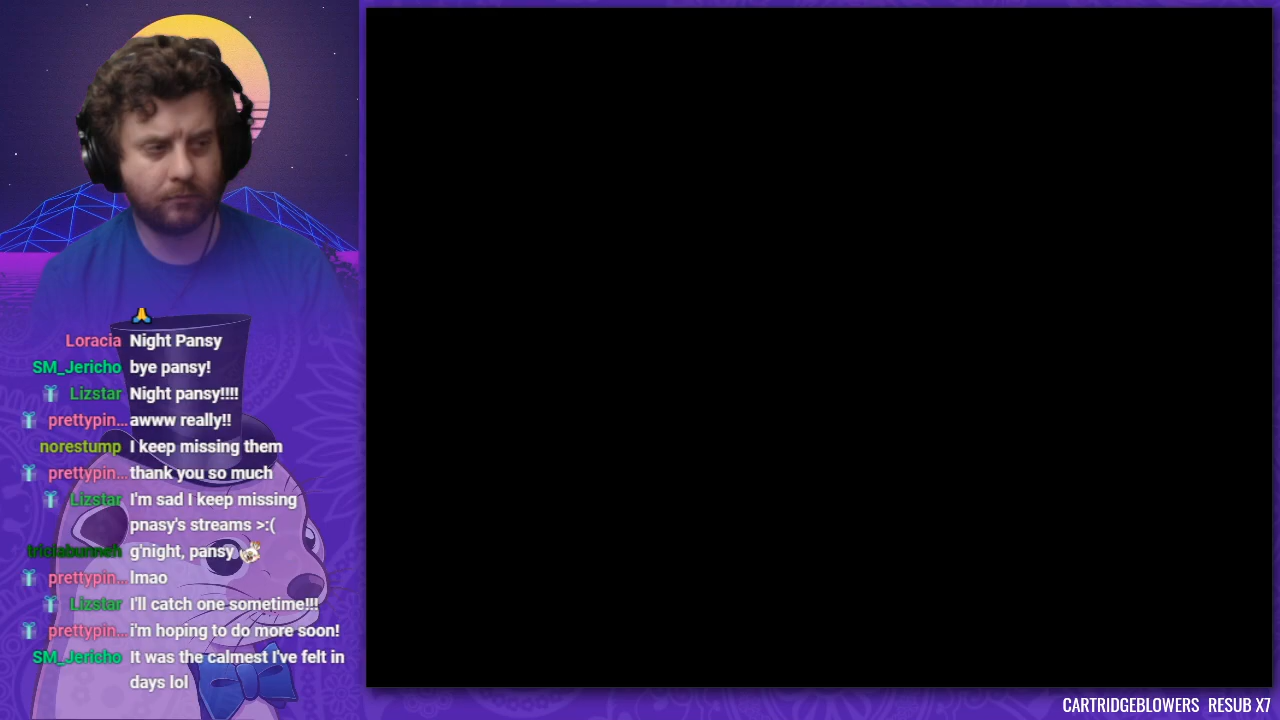 Loracia Night Pansy
SM_Jericho bye pansy!
Lizstar Night pansy!!!!
prettypin... awww really!!
norestump I keep missing them
prettypin... thank you so much
Lizstar I'm sad I keep missing
pnasy's streams >:(
triciabunnah g'night, pansy
prettypin... lmao
Lizstar I'll catch one sometime!!!
prettypin... i'm hoping to do more soon!
SM_Jericho It was the calmest I've felt in
days lol
CARTRIDGEBLOWERS RESUB X7